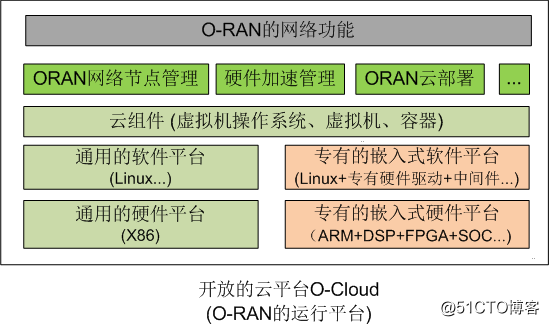 O-RAN的网络功能
ORAN网络节点管理 硬件加速管理 ORAN云部署 ...
云组件 (虚拟机操作系统、虚拟机、容器)
通用的软件平台 专有的嵌入式软件平台
(Linux...) (Linux+专有硬件驱动+中间件...)
通用的硬件平台 专有的嵌入式硬件平台
(X86) （ARM+DSP+FPGA+SOC...)
开放的云平台O-Cloud
(O-RAN的运行平台)
@51CTO博客